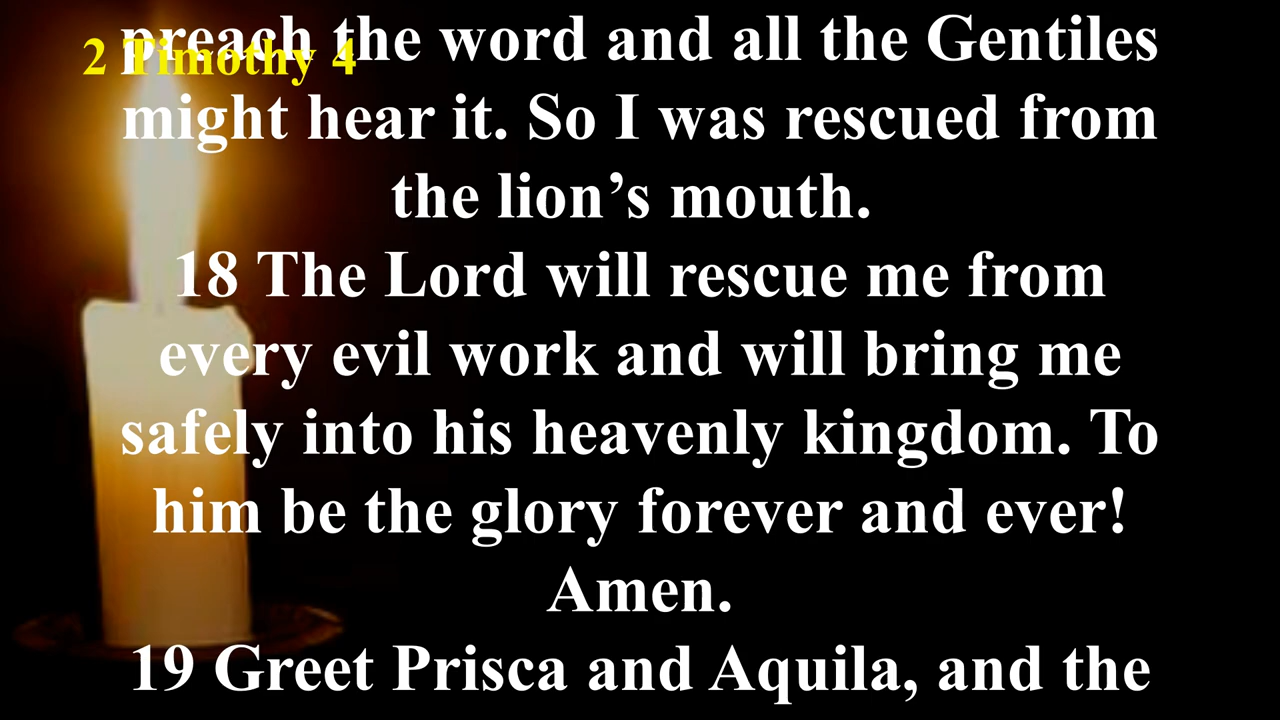 2 Timothy 4
preach the word and all the Gentiles
might hear it. So I was rescued from
the lion’s mouth.
18 The Lord will rescue me from
every evil work and will bring me
safely into his heavenly kingdom. To
him be the glory forever and ever!
Amen.
19 Greet Prisca and Aquila, and the